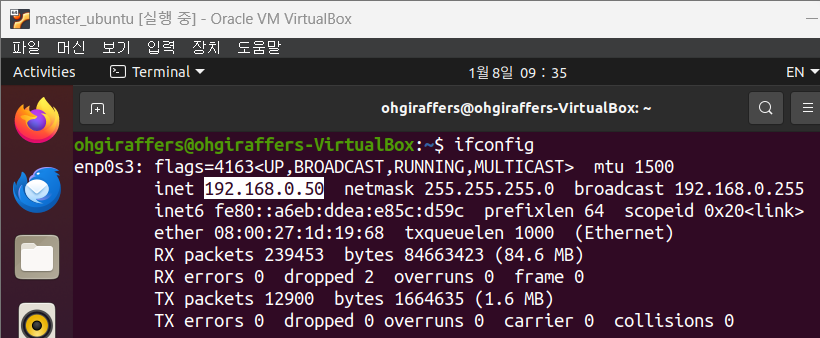 master_ubuntu [실행 중] - Oracle VM VirtualBox
파일 머신 보기 입력 장치 도움말
Activities Terminal 1월 8일 09 : 35 EN
ohgiraffers@ohgiraffers-VirtualBox: ~
ohgiraffers@ohgiraffers-VirtualBox:~$ ifconfig
enp0s3: flags=4163<UP,BROADCAST,RUNNING,MULTICAST>  mtu 1500
        inet 192.168.0.50  netmask 255.255.255.0  broadcast 192.168.0.255
        inet6 fe80::a6eb:ddea:e85c:d59c  prefixlen 64  scopeid 0x20<link>
        ether 08:00:27:1d:19:68  txqueuelen 1000  (Ethernet)
        RX packets 239453  bytes 84663423 (84.6 MB)
        RX errors 0  dropped 2  overruns 0  frame 0
        TX packets 12900  bytes 1664635 (1.6 MB)
        TX errors 0  dropped 0 overruns 0  carrier 0  collisions 0